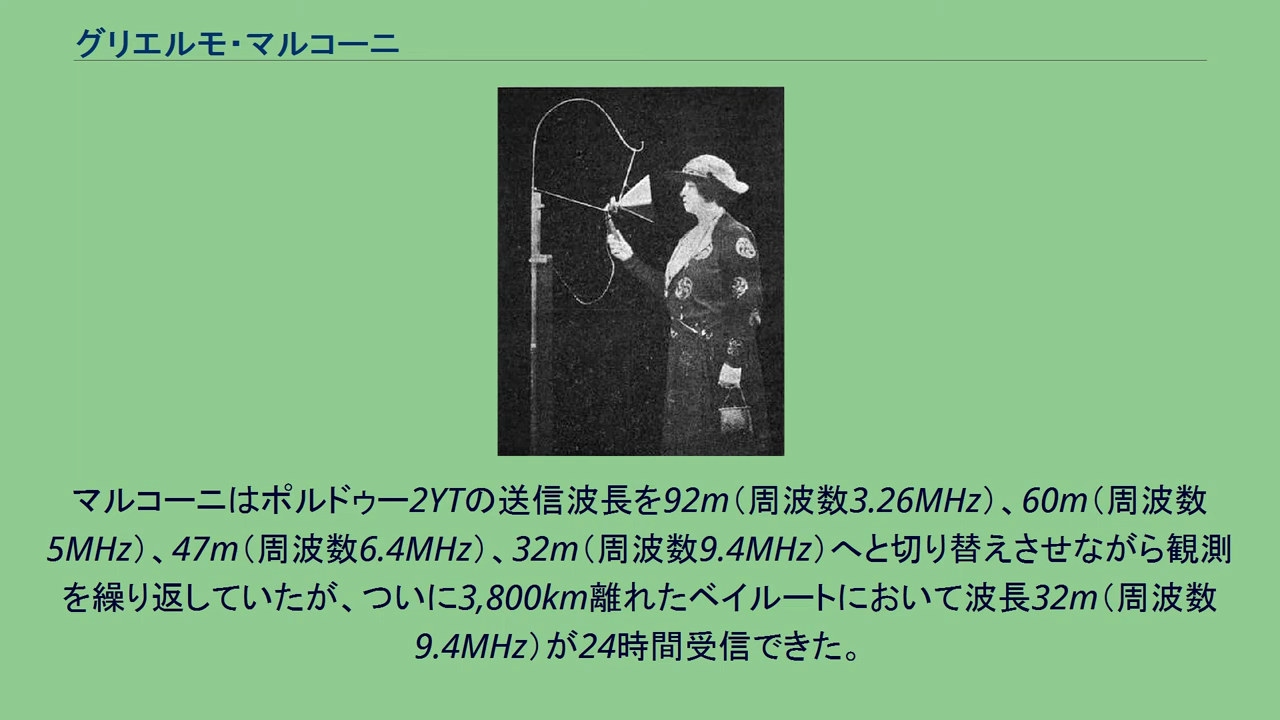 グリエルモ・マルコーニ
マルコーニはポルドゥー2YTの送信波長を92m（周波数3.26MHz）、60m（周波数
5MHz）、47m（周波数6.4MHz）、32m（周波数9.4MHz）へと切り替えさせながら観測
を繰り返していたが、ついに3,800km離れたベイルートにおいて波長32m（周波数
9.4MHz）が24時間受信できた。